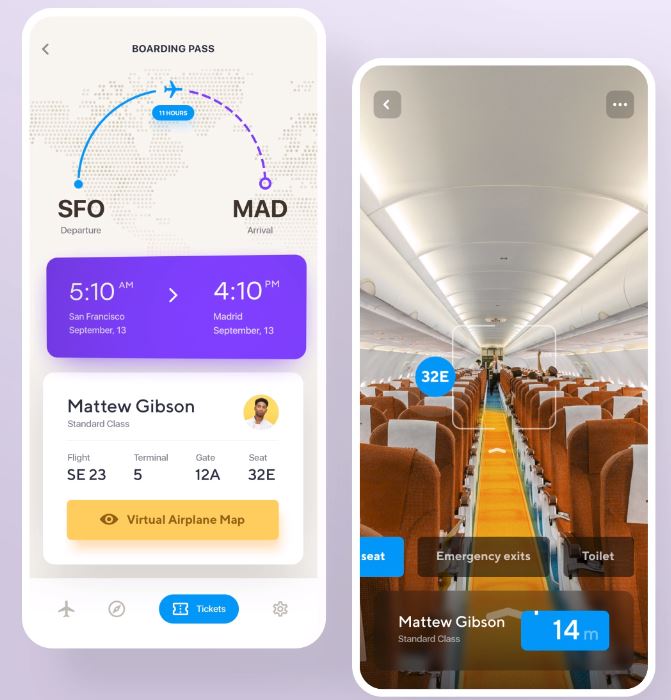 BOARDING PASS
11 HOURS
SFO
MAD
Departure
Arrival
5:10 AM
4:10 PM
San Francisco
September, 13
Madrid
September, 13
Mattew Gibson
Standard Class
Flight
Terminal
Gate
Seat
SE 23
5
12A
32E
Virtual Airplane Map
Tickets
32E
seat
Emergency exits
Toilet
Mattew Gibson
Standard Class
14 m